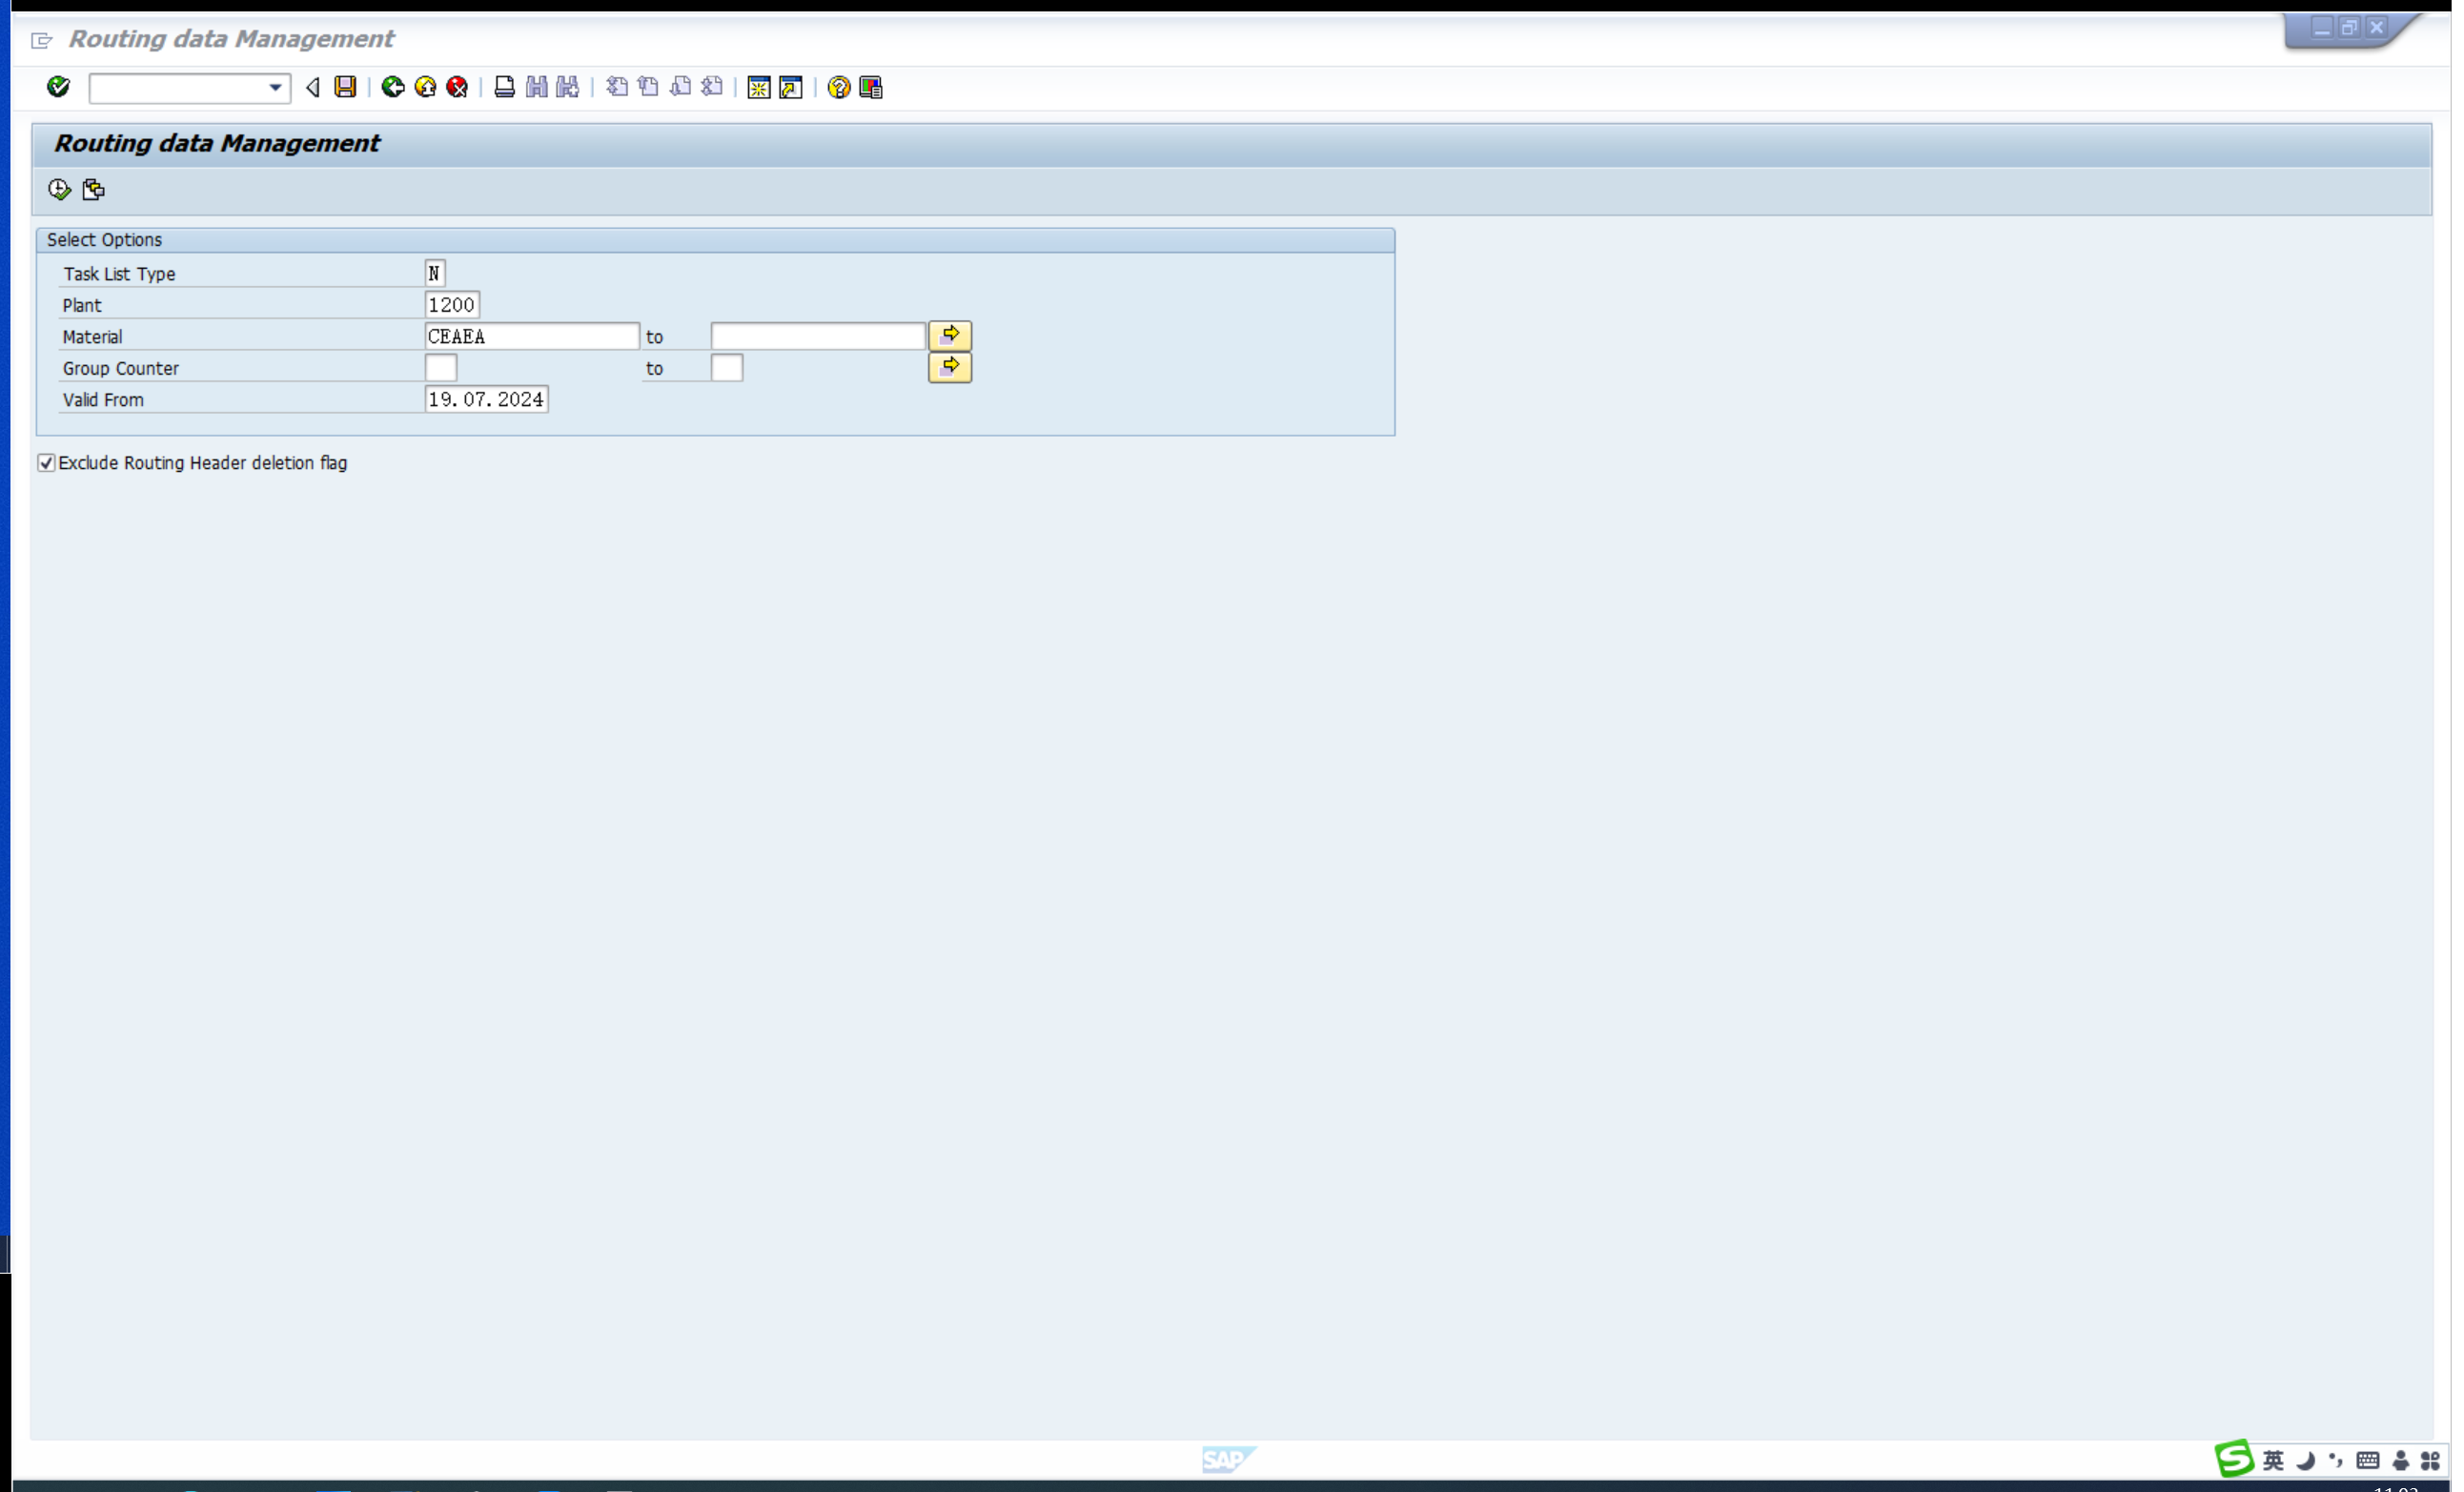 Routing data Management
Routing data Management
Select Options
Task List Type N
Plant 1200
Material CEAEA to
Group Counter to
Valid From 19.07.2024
Exclude Routing Header deletion flag
SAP
S 英